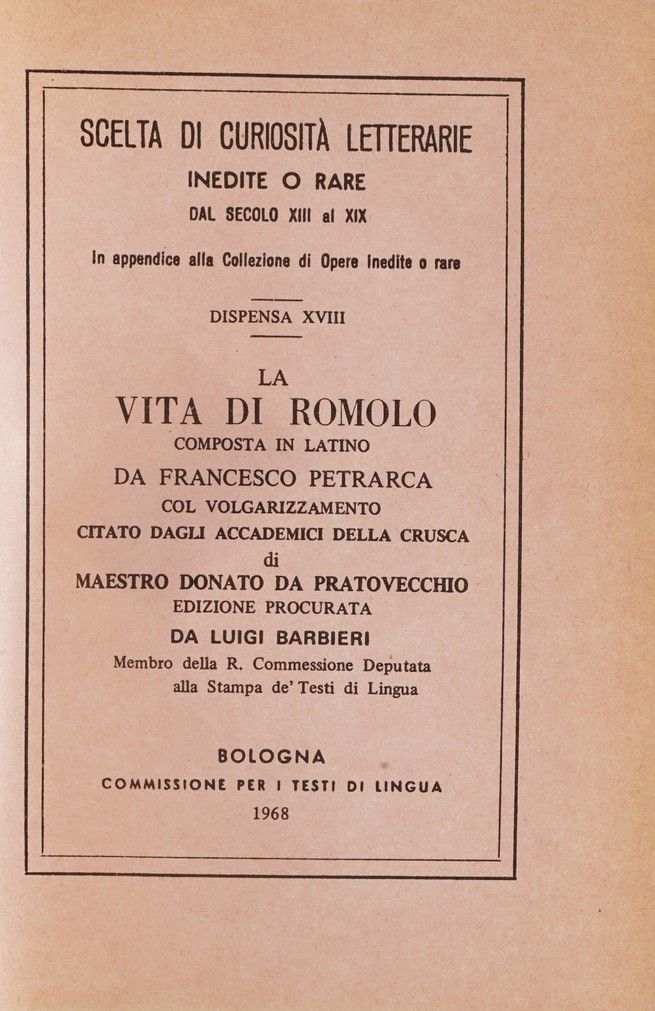 SCELTA DI CURIOSITÀ LETTERARIE
INEDITE O RARE
DAL SECOLO XIII al XIX
In appendice alla Collezione di Opere Inedite o rare
DISPENSA XVIII
LA
VITA DI ROMOLO
COMPOSTA IN LATINO
DA FRANCESCO PETRARCA
COL VOLGARIZZAMENTO
CITATO DAGLI ACCADEMICI DELLA CRUSCA
di
MAESTRO DONATO DA PRATOVECCHIO
EDIZIONE PROCURATA
DA LUIGI BARBIERI
Membro della R. Commessione Deputata
alla Stampa de' Testi di Lingua
BOLOGNA
COMMISSIONE PER I TESTI DI LINGUA
1968